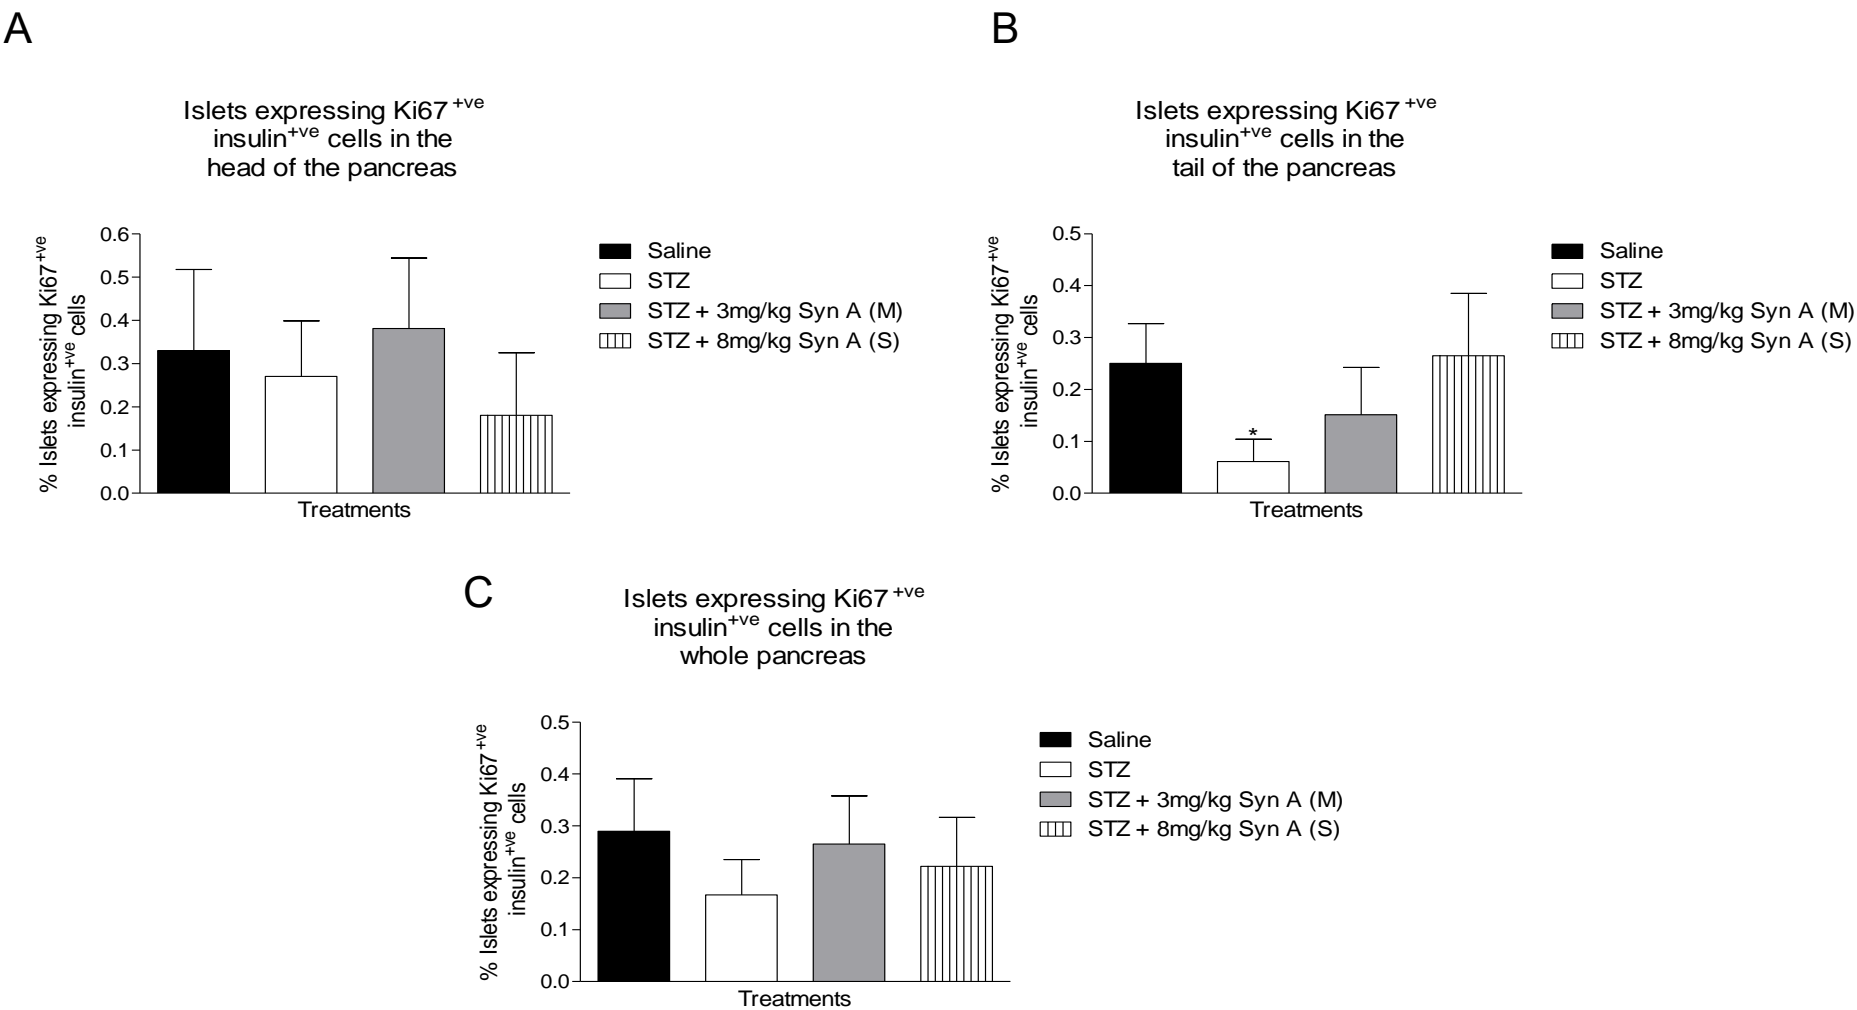 A
Islets expressing Ki67 +ve
insulin+ve cells in the
head of the pancreas
% Islets expressing Ki67+ve
insulin+ve cells
0.6
0.5
0.4
0.3
0.2
0.1
0.0
Treatments
Saline
STZ
STZ + 3mg/kg Syn A (M)
STZ + 8mg/kg Syn A (S)
B
Islets expressing Ki67 +ve
insulin+ve cells in the
tail of the pancreas
% Islets expressing Ki67+ve
insulin+ve cells
0.5
0.4
0.3
0.2
0.1
0.0
*
Treatments
Saline
STZ
STZ + 3mg/kg Syn A (M)
STZ + 8mg/kg Syn A (S)
C
Islets expressing Ki67 +ve
insulin+ve cells in the
whole pancreas
% Islets expressing Ki67+ve
insulin+ve cells
0.5
0.4
0.3
0.2
0.1
0.0
Treatments
Saline
STZ
STZ + 3mg/kg Syn A (M)
STZ + 8mg/kg Syn A (S)